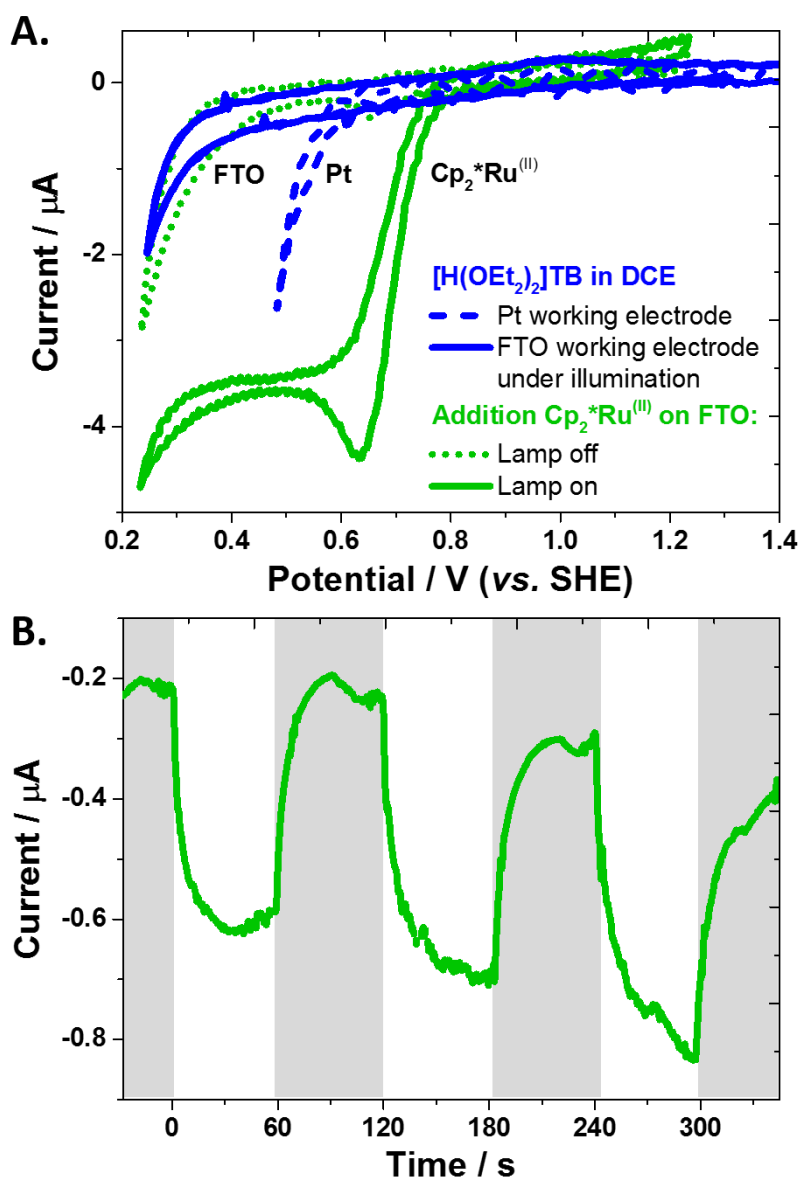 A.
0
-2
-4
Current / μA
0.2 0.4 0.6 0.8 1.0 1.2 1.4
Potential / V (vs. SHE)
FTO
Pt
Cp₂*Ru⁽ᴵᴵ⁾
[H(OEt₂)₂]TB in DCE
Pt working electrode
FTO working electrode
under illumination
Addition Cp₂*Ru⁽ᴵᴵ⁾ on FTO:
Lamp off
Lamp on
B.
-0.2
-0.4
-0.6
-0.8
Current / μA
0 60 120 180 240 300
Time / s